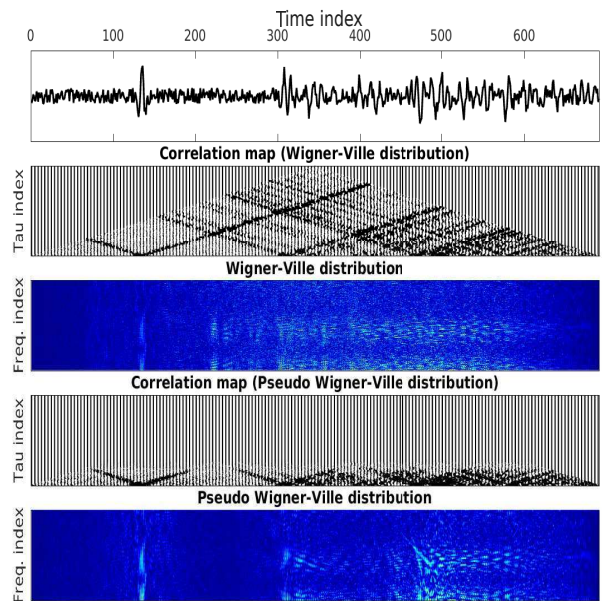 Time index
0 100 200 300 400 500 600
Correlation map (Wigner-Ville distribution)
Tau index
Wigner-Ville distribution
Freq. index
Correlation map (Pseudo Wigner-Ville distribution)
Tau index
Pseudo Wigner-Ville distribution
Freq. index